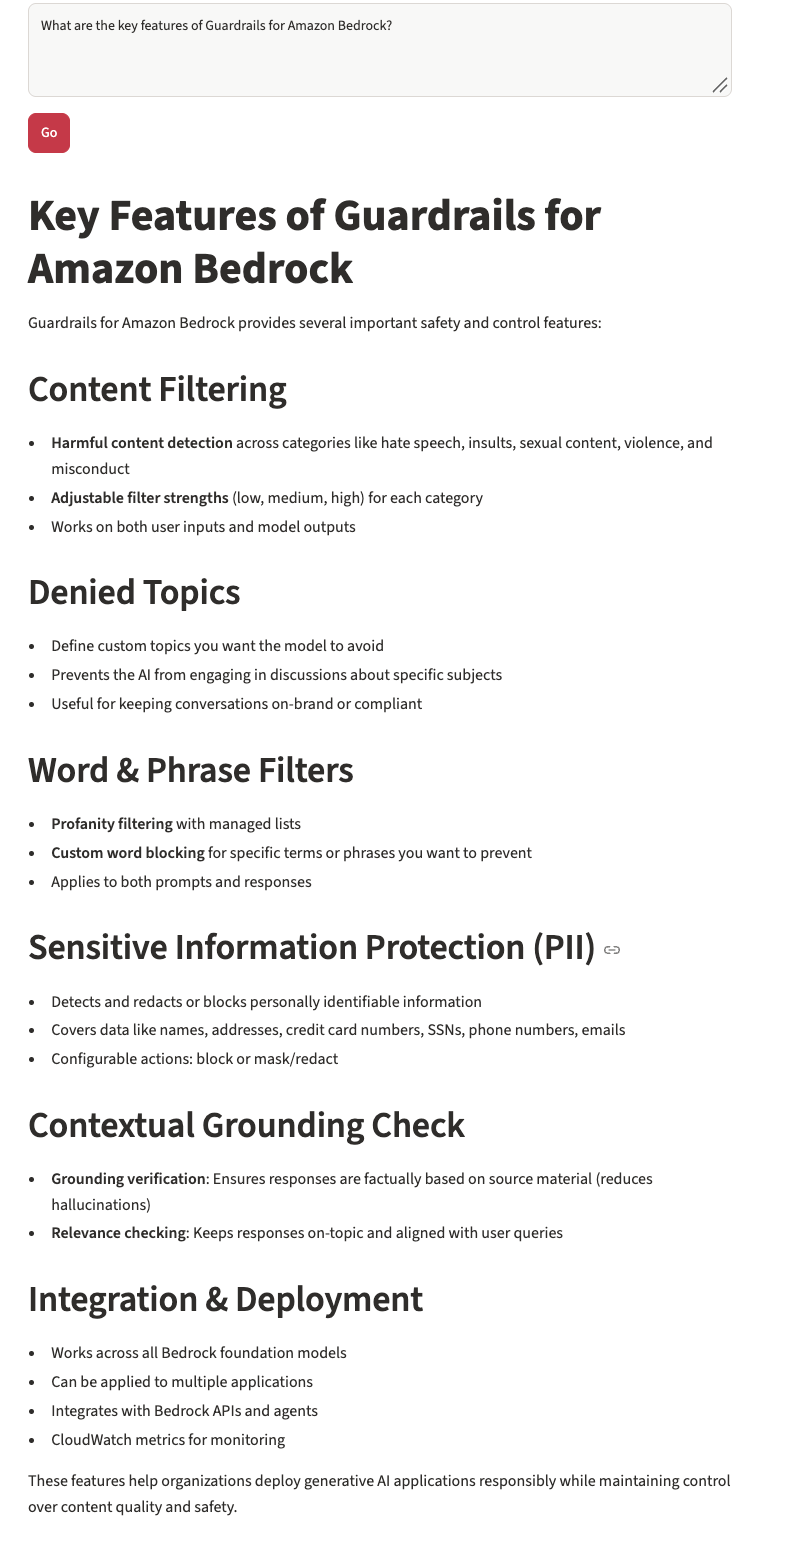 What are the key features of Guardrails for Amazon Bedrock?
Go
Key Features of Guardrails for
Amazon Bedrock
Guardrails for Amazon Bedrock provides several important safety and control features:
Content Filtering
• Harmful content detection across categories like hate speech, insults, sexual content, violence, and
misconduct
• Adjustable filter strengths (low, medium, high) for each category
• Works on both user inputs and model outputs
Denied Topics
• Define custom topics you want the model to avoid
• Prevents the AI from engaging in discussions about specific subjects
• Useful for keeping conversations on-brand or compliant
Word & Phrase Filters
• Profanity filtering with managed lists
• Custom word blocking for specific terms or phrases you want to prevent
• Applies to both prompts and responses
Sensitive Information Protection (PII)
• Detects and redacts or blocks personally identifiable information
• Covers data like names, addresses, credit card numbers, SSNs, phone numbers, emails
• Configurable actions: block or mask/redact
Contextual Grounding Check
• Grounding verification: Ensures responses are factually based on source material (reduces
hallucinations)
• Relevance checking: Keeps responses on-topic and aligned with user queries
Integration & Deployment
• Works across all Bedrock foundation models
• Can be applied to multiple applications
• Integrates with Bedrock APIs and agents
• CloudWatch metrics for monitoring
These features help organizations deploy generative AI applications responsibly while maintaining control
over content quality and safety.